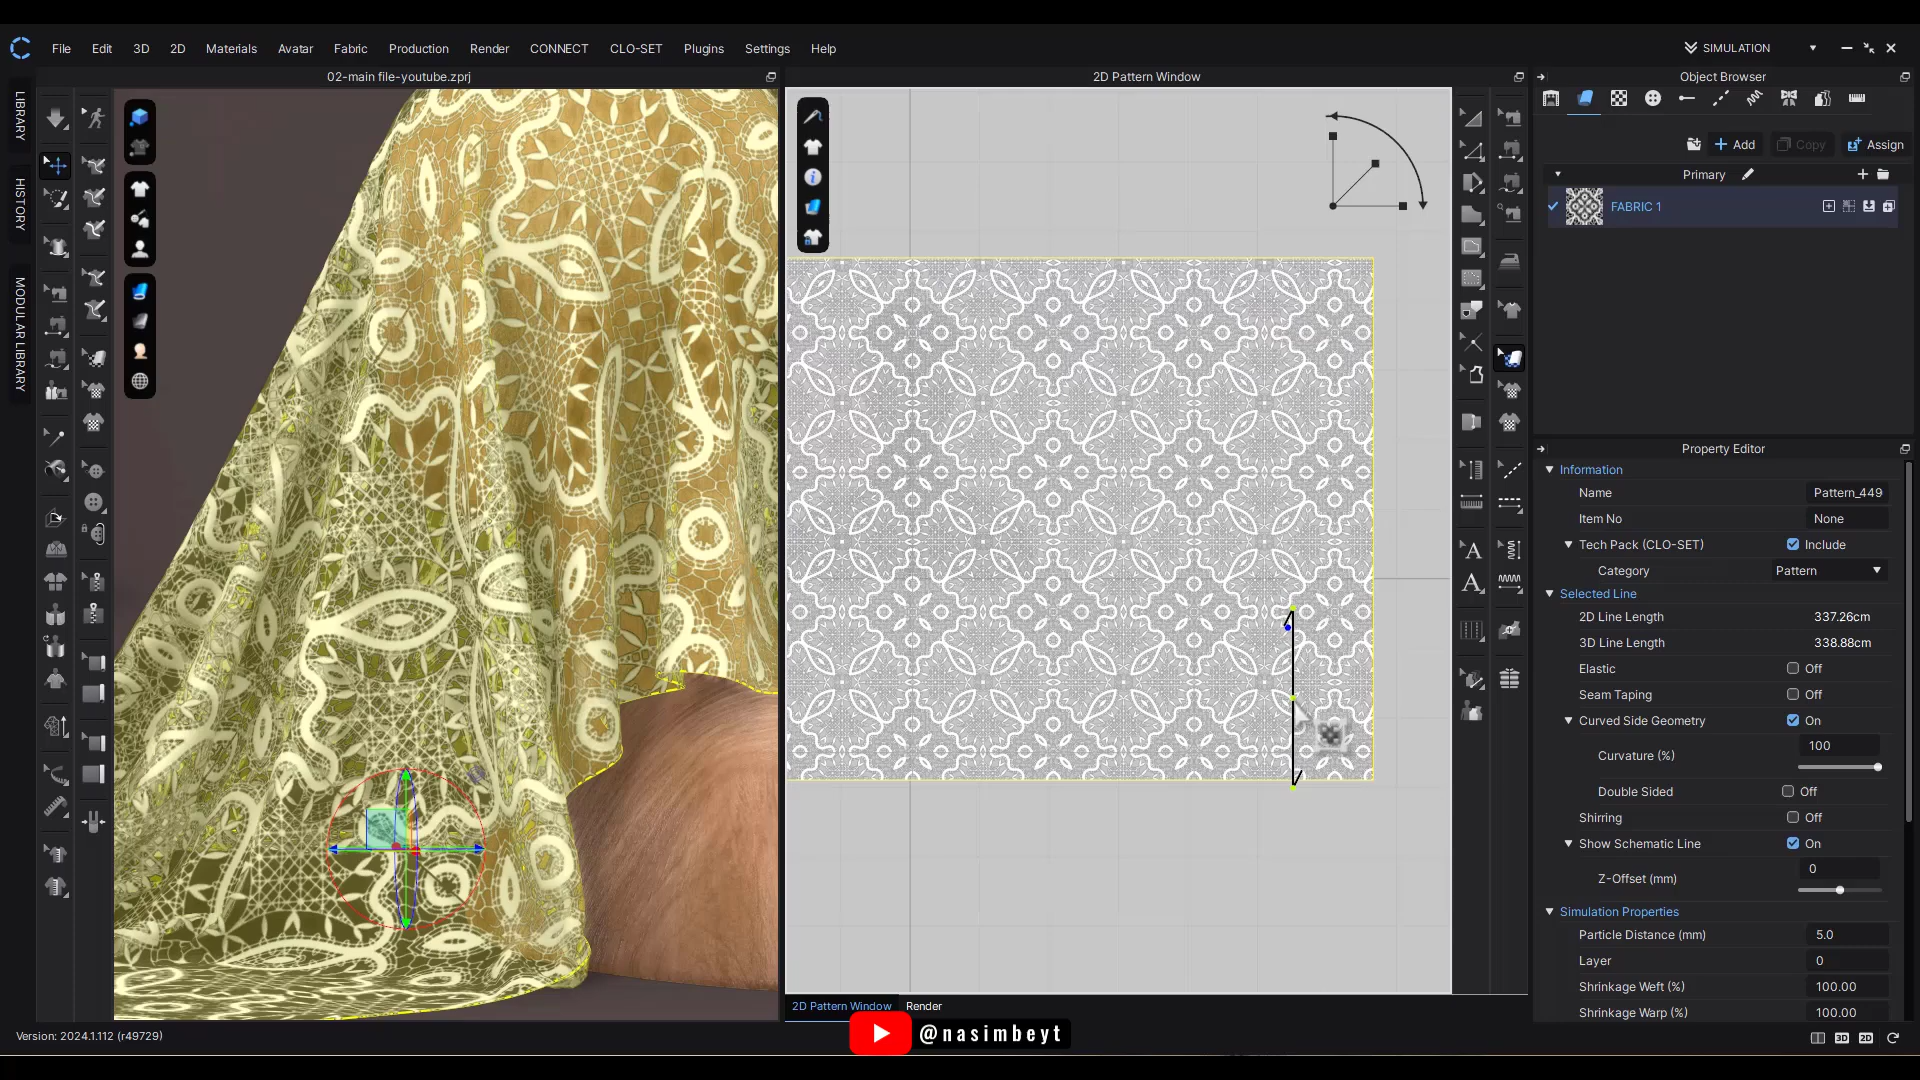 File Edit 3D 2D Materials Avatar Fabric Production Render CONNECT CLO-SET Plugins Settings Help
SIMULATION
02-main file-youtube.zprj
2D Pattern Window
Object Browser
LIBRARY
HISTORY
MODULAR LIBRARY
Add
Copy
Assign
Primary
FABRIC 1
Property Editor
Information
Name Pattern_449
Item No None
Tech Pack (CLO-SET) Include
Category Pattern
Selected Line
2D Line Length 337.26cm
3D Line Length 338.88cm
Elastic Off
Seam Taping Off
Curved Side Geometry On
Curvature (%) 100
Double Sided Off
Shirring Off
Show Schematic Line On
Z-Offset (mm) 0
Simulation Properties
Particle Distance (mm) 5.0
Layer 0
Shrinkage Weft (%) 100.00
Shrinkage Warp (%) 100.00
A
A
2D Pattern Window Render
Version: 2024.1.112 (r49729)
@nasimbeyt
3D 2D